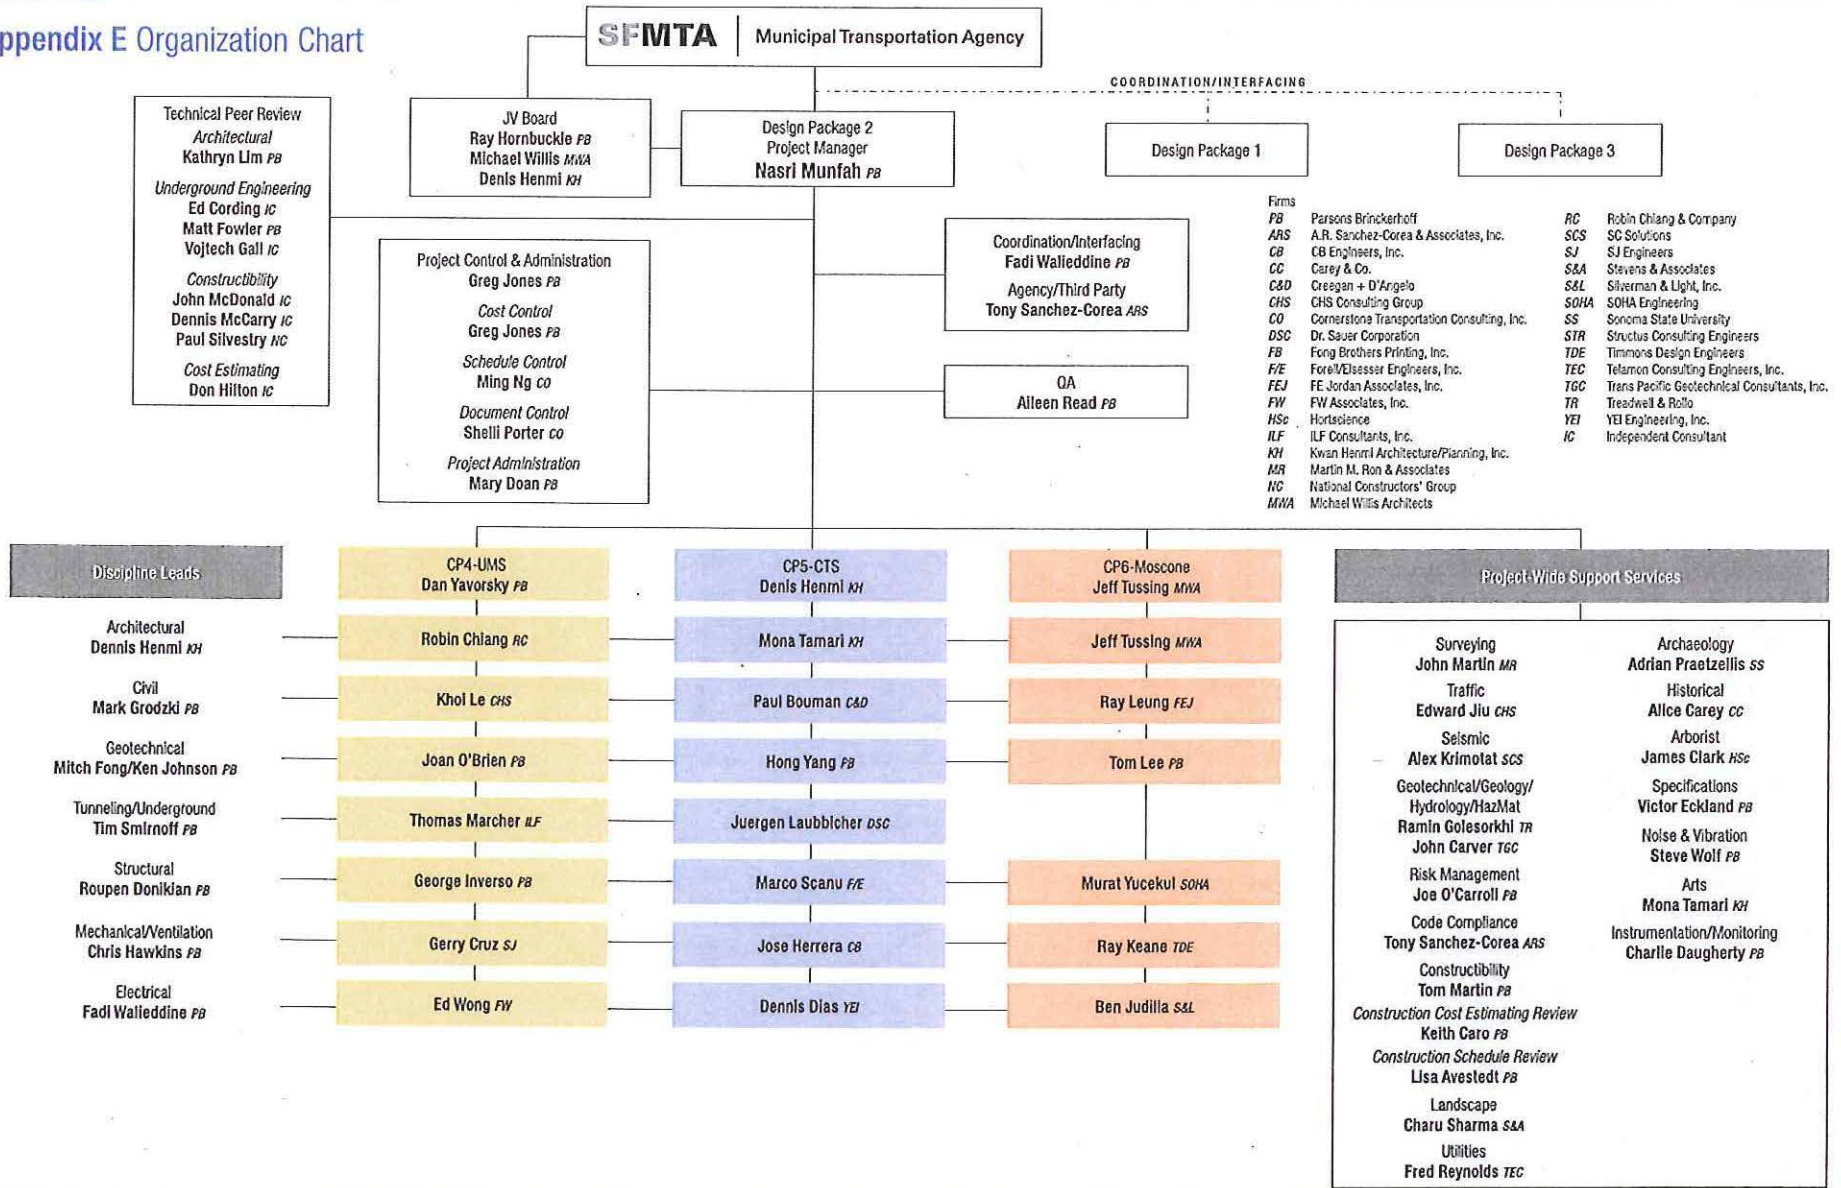 ppendix E Organization Chart
SFMTA Municipal Transportation Agency
COORDINATION/INTERFACING
Technical Peer Review
Architectural
Kathryn Lim PB
Underground Engineering
Ed Cording IC
Matt Fowler PB
Vojtech Gall IC
Constructibility
John McDonald IC
Dennis McCarry IC
Paul Silvestry NC
Cost Estimating
Don Hilton IC
JV Board
Ray Hornbuckle PB
Michael Willis MWA
Denis Henmi KH
Design Package 2
Project Manager
Nasri Munfah PB
Design Package 1
Design Package 3
Project Control & Administration
Greg Jones PB
Cost Control
Greg Jones PB
Schedule Control
Ming Ng CO
Document Control
Shelli Porter CO
Project Administration
Mary Doan PB
Coordination/Interfacing
Fadi Walieddine PB
Agency/Third Party
Tony Sanchez-Corea ARS
QA
Aileen Read PB
Firms
PB Parsons Brinckerhoff
ARS A.R. Sanchez-Corea & Associates, Inc.
CB CB Engineers, Inc.
CC Carey & Co.
C&D Creegan + D'Angelo
CHS CHS Consulting Group
CO Cornerstone Transportation Consulting, Inc.
DSC Dr. Sauer Corporation
FB Fong Brothers Printing, Inc.
F/E Forell/Elsesser Engineers, Inc.
FEJ FE Jordan Associates, Inc.
FW FW Associates, Inc.
HSc Hortscience
ILF ILF Consultants, Inc.
KH Kwan Henmi Architecture/Planning, Inc.
MR Martin M. Ron & Associates
NC National Constructors' Group
MWA Michael Willis Architects
RC Robin Chiang & Company
SCS SC Solutions
SJ SJ Engineers
S&A Stevens & Associates
S&L Silverman & Light, Inc.
SOHA SOHA Engineering
SS Sonoma State University
STR Structus Consulting Engineers
TDE Timmons Design Engineers
TEC Telamon Consulting Engineers, Inc.
TGC Trans Pacific Geotechnical Consultants, Inc.
TR Treadwell & Rollo
YEI YEI Engineering, Inc.
IC Independent Consultant
Discipline Leads
CP4-UMS
Dan Yavorsky PB
CP5-CTS
Denis Henmi KH
CP6-Moscone
Jeff Tussing MWA
Project-Wide Support Services
Architectural
Dennis Henmi KH
Robin Chiang RC
Mona Tamari KH
Jeff Tussing MWA
Civil
Mark Grodzki PB
Khoi Le CHS
Paul Bouman C&D
Ray Leung FEJ
Geotechnical
Mitch Fong/Ken Johnson PB
Joan O'Brien PB
Hong Yang PB
Tom Lee PB
Tunneling/Underground
Tim Smirnoff PB
Thomas Marcher ILF
Juergen Laubbicher DSC
Structural
Roupen Donikian PB
George Inverso PB
Marco Scanu F/E
Murat Yucekul SOHA
Mechanical/Ventilation
Chris Hawkins PB
Gerry Cruz SJ
Jose Herrera CB
Ray Keane TDE
Electrical
Fadi Walieddine PB
Ed Wong FW
Dennis Dias YEI
Ben Judilla S&L
Surveying
John Martin MR
Traffic
Edward Jiu CHS
Seismic
Alex Krimotat SCS
Geotechnical/Geology/
Hydrology/HazMat
Ramin Golesorkhi TR
John Carver TGC
Risk Management
Joe O'Carroll PB
Code Compliance
Tony Sanchez-Corea ARS
Constructibility
Tom Martin PB
Construction Cost Estimating Review
Keith Caro PB
Construction Schedule Review
Lisa Avestedt PB
Landscape
Charu Sharma S&A
Utilities
Fred Reynolds TEC
Archaeology
Adrian Praetzellis SS
Historical
Alice Carey CC
Arborist
James Clark HSc
Specifications
Victor Eckland PB
Noise & Vibration
Steve Wolf PB
Arts
Mona Tamari KH
Instrumentation/Monitoring
Charlie Daugherty PB